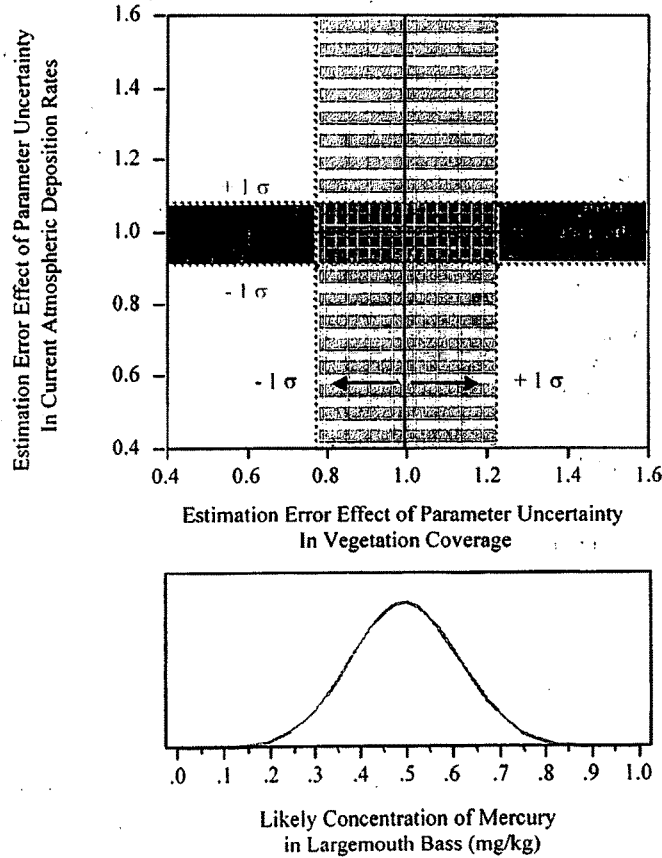 Estimation Error Effect of Parameter Uncertainty
In Current Atmospheric Deposition Rates
1.6
1.4
1.2
1.0
0.8
0.6
0.4
+ 1 σ
- 1 σ
- 1 σ
+ 1 σ
0.4
0.6
0.8
1.0
1.2
1.4
1.6
Estimation Error Effect of Parameter Uncertainty
In Vegetation Coverage
.0 .1 .2 .3 .4 .5 .6 .7 .8 .9 1.0
Likely Concentration of Mercury
in Largemouth Bass (mg/kg)